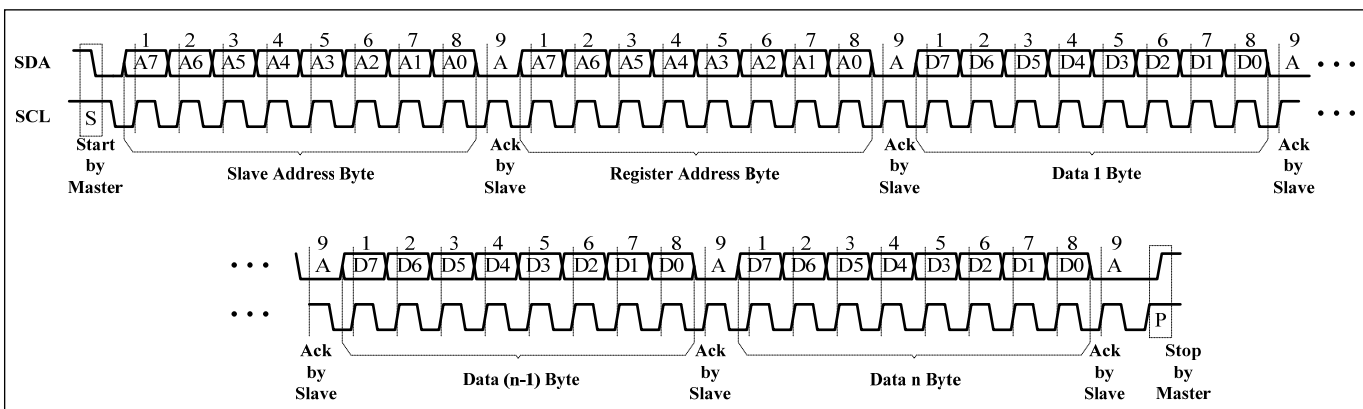 1 2 3 4 5 6 7 8 9 1 2 3 4 5 6 7 8 9 1 2 3 4 5 6 7 8 9
SDA A7 A6 A5 A4 A3 A2 A1 A0 A A7 A6 A5 A4 A3 A2 A1 A0 A D7 D6 D5 D4 D3 D2 D1 D0 A • • •
SCL S • • •
Start by Master
Slave Address Byte
Ack by Slave
Register Address Byte
Ack by Slave
Data 1 Byte
Ack by Slave
9 1 2 3 4 5 6 7 8 9 1 2 3 4 5 6 7 8 9
• • • A D7 D6 D5 D4 D3 D2 D1 D0 A D7 D6 D5 D4 D3 D2 D1 D0 A
• • • P
Ack by Slave
Data (n-1) Byte
Ack by Slave
Data n Byte
Ack by Slave
Stop by Master